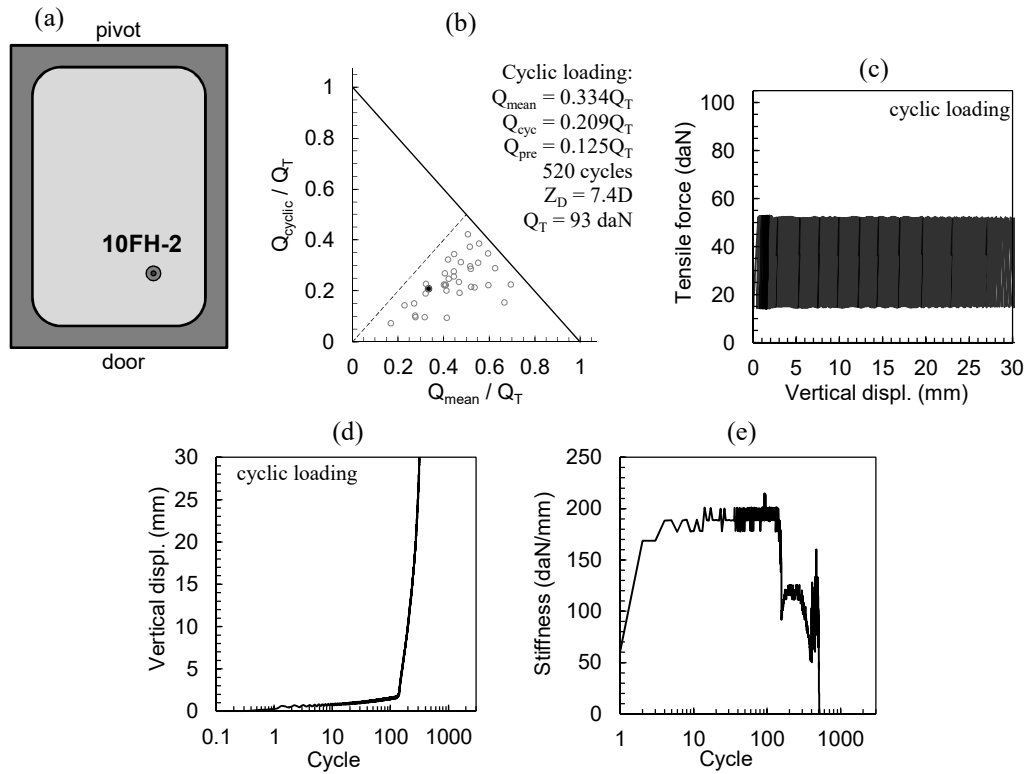 (a)
pivot
10FH-2
door
(b)
Cyclic loading:
Q_mean = 0.334Q_T
Q_cyc = 0.209Q_T
Q_pre = 0.125Q_T
520 cycles
Z_D = 7.4D
Q_T = 93 daN
Q_cyclic / Q_T
1
0.8
0.6
0.4
0.2
0
0 0.2 0.4 0.6 0.8 1
Q_mean / Q_T
(c)
cyclic loading
Tensile force (daN)
100
80
60
40
20
0
0 5 10 15 20 25 30
Vertical displ. (mm)
(d)
cyclic loading
Vertical displ. (mm)
30
25
20
15
10
5
0
0.1 1 10 100 1000
Cycle
(e)
Stiffness (daN/mm)
250
200
150
100
50
0
1 10 100 1000
Cycle